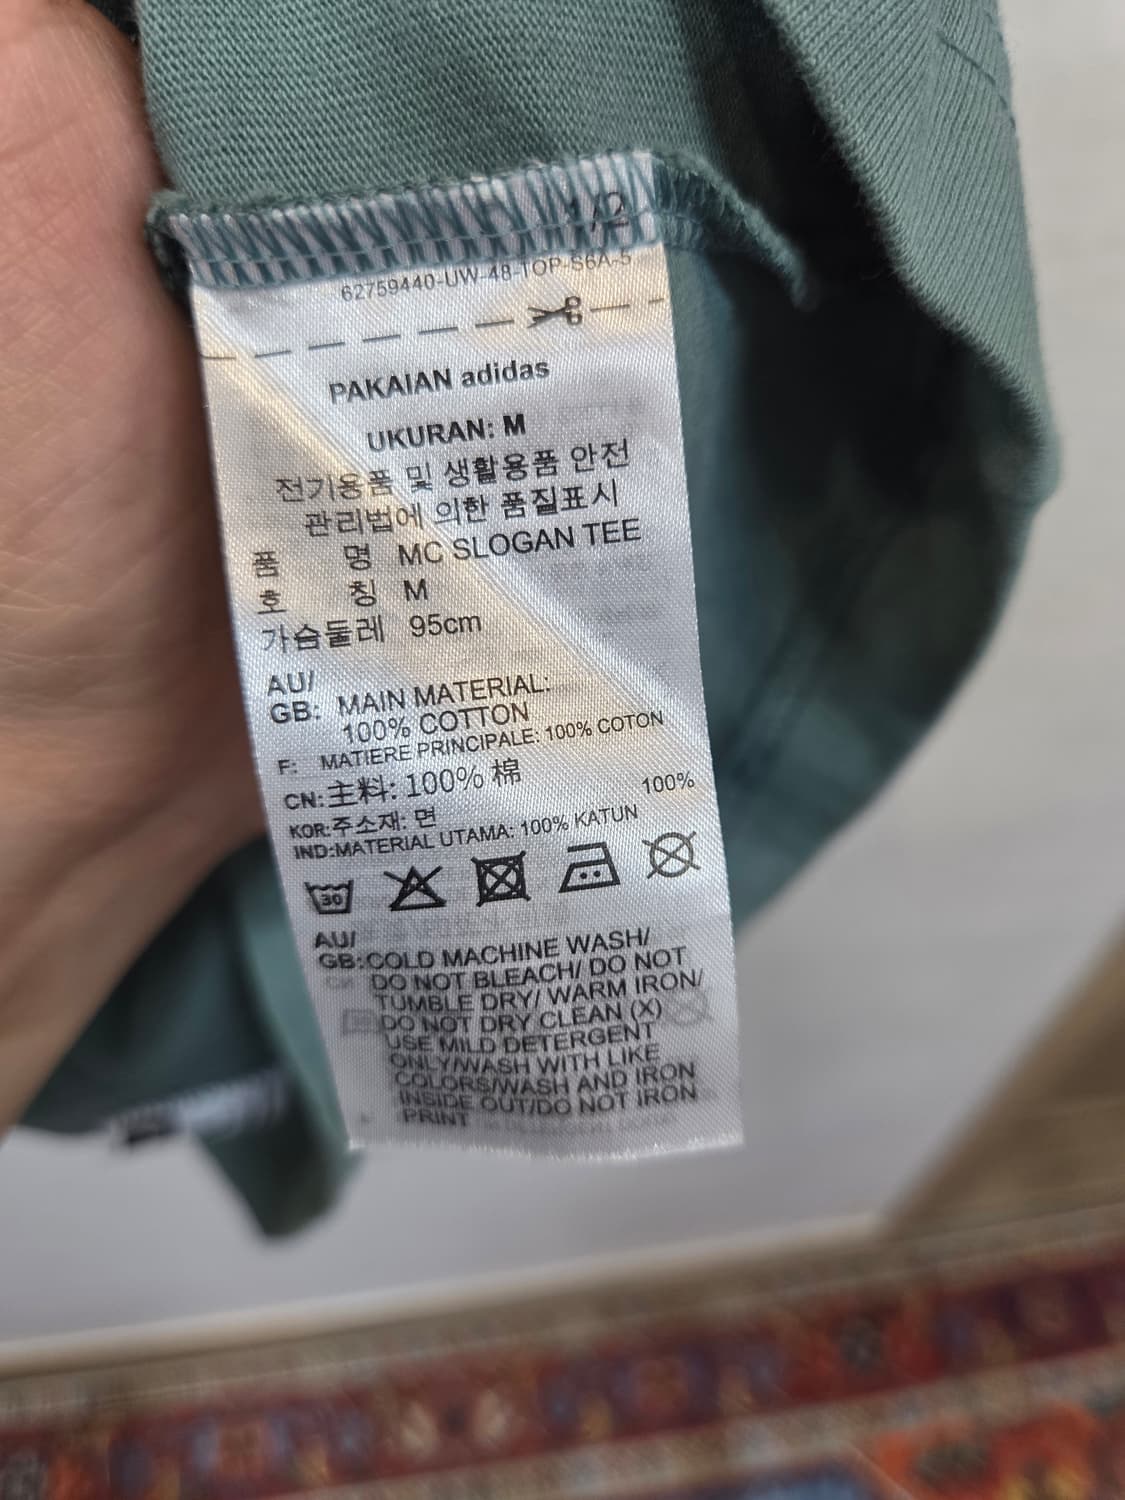 1/2
62759440-UW-48-TOP-S6A-5
PAKAIAN adidas
UKURAN: M
전기용품 및 생활용품 안전
관리법에 의한 품질표시
품 명 MC SLOGAN TEE
호 칭 M
가슴둘레 95cm
AU/
GB: MAIN MATERIAL:
100% COTTON
F: MATIERE PRINCIPALE: 100% COTON
CN: 主料: 100% 棉
100%
KOR:주소재: 면
IND:MATERIAL UTAMA: 100% KATUN
30
AU/
GB:COLD MACHINE WASH/
DO NOT BLEACH/ DO NOT
TUMBLE DRY/ WARM IRON/
DO NOT DRY CLEAN (X)
USE MILD DETERGENT
ONLY/WASH WITH LIKE
COLORS/WASH AND IRON
INSIDE OUT/DO NOT IRON
PRINT